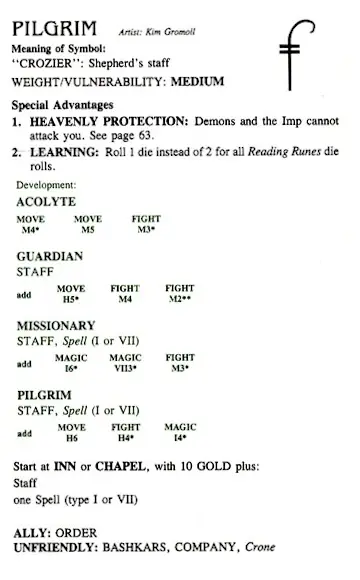 PILGRIM Artist: Kim Gromoll
Meaning of Symbol:
"CROZIER": Shepherd's staff
WEIGHT/VULNERABILITY: MEDIUM
Special Advantages
1. HEAVENLY PROTECTION: Demons and the Imp cannot
attack you. See page 63.
2. LEARNING: Roll 1 die instead of 2 for all Reading Runes die
rolls.
Development:
ACOLYTE
MOVE MOVE FIGHT
M4* M5 M3*
GUARDIAN
STAFF
MOVE FIGHT FIGHT
add H5* M4 M2**
MISSIONARY
STAFF, Spell (I or VII)
MAGIC MAGIC FIGHT
add I6* VII3* M3*
PILGRIM
STAFF, Spell (I or VII)
MOVE FIGHT MAGIC
add H6 H4* I4*
Start at INN or CHAPEL, with 10 GOLD plus:
Staff
one Spell (type I or VII)
ALLY: ORDER
UNFRIENDLY: BASHKARS, COMPANY, Crone